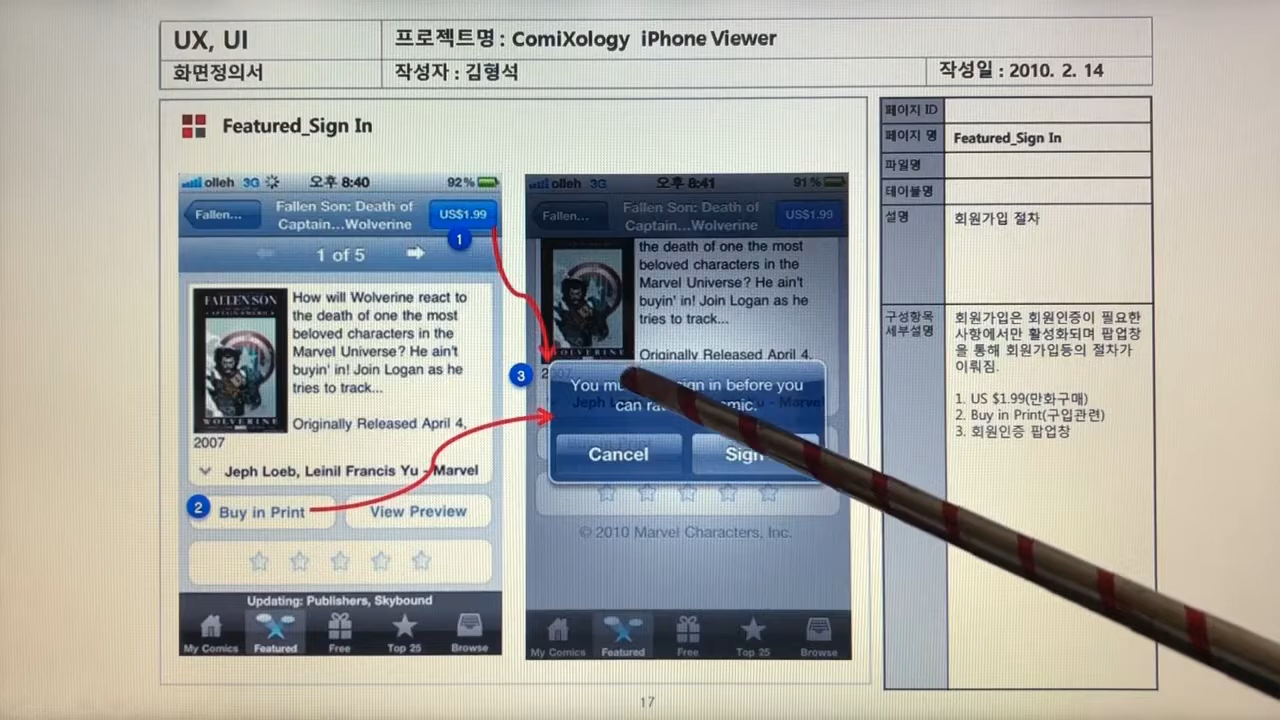 UX, UI
프로젝트명 : ComiXology iPhone Viewer
화면정의서
작성자 : 김형석
작성일 : 2010. 2. 14
Featured_Sign In
olleh 3G 오후 8:40 92%
Fallen...
Fallen Son: Death of
Captain...Wolverine
US$1.99
1
1 of 5
FALLEN SON
WOLVERINE
How will Wolverine react to
the death of one the most
beloved characters in the
Marvel Universe? He ain't
buyin' in! Join Logan as he
tries to track...
Originally Released April 4,
2007
Jeph Loeb, Leinil Francis Yu - Marvel
2
Buy in Print
View Preview
Updating: Publishers, Skybound
My Comics Featured Free Top 25 Browse
olleh 3G 오후 8:41 91%
Fallen...
Fallen Son: Death of
Captain...Wolverine
US$1.99
the death of one the most
beloved characters in the
Marvel Universe? He ain't
buyin' in! Join Logan as he
tries to track...
WOLVERINE
Originally Released April 4,
3
You sign in before you
can
Cancel
Buy in Print
© 2010 Marvel Characters, Inc.
My Comics Featured Free Top 25 Browse
페이지 ID
페이지 명 Featured_Sign In
파일명
테이블명
설명 회원가입 절차
구성항목
세부설명
회원가입은 회원인증이 필요한
사항에서만 활성화되며 팝업창
을 통해 회원가입등의 절차가
이뤄짐.
1. US $1.99(만화구매)
2. Buy in Print(구입관련)
3. 회원인증 팝업창
17